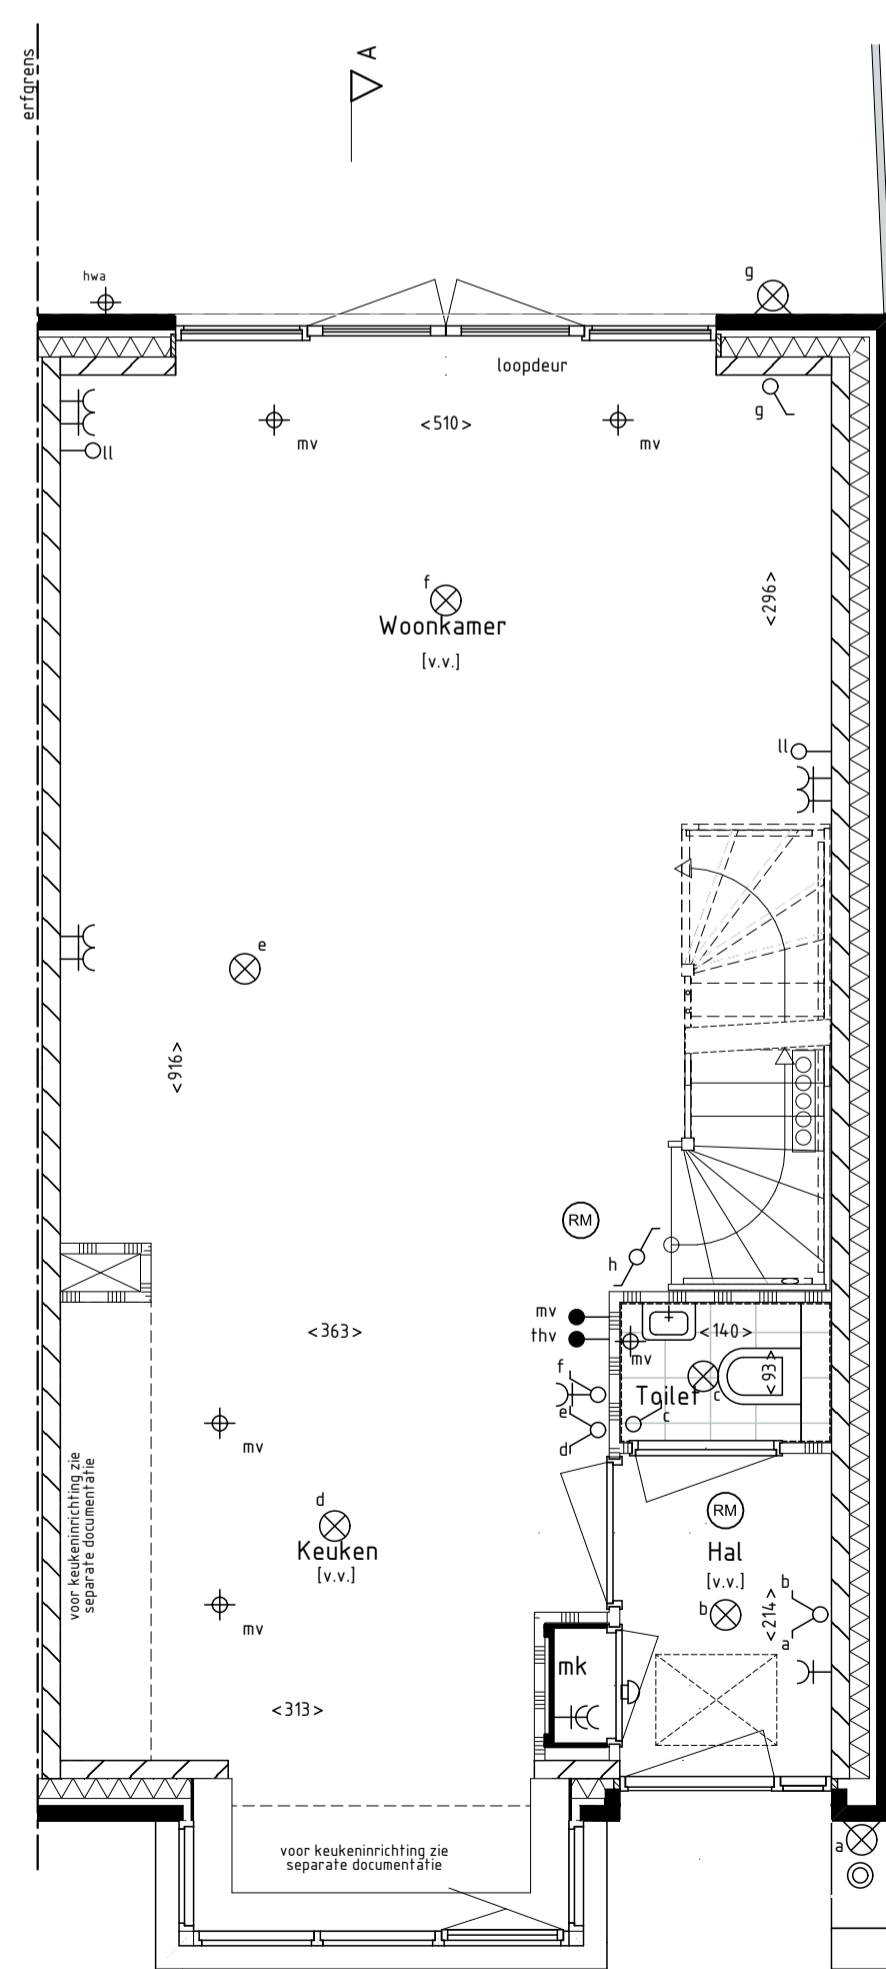 erfgrens
A
hwa
g
loopdeur
g
mv
<510>
mv
ll
f
Woonkamer
[v.v.]
<296>
ll
e
<916>
RM
h
mv
thv
<363>
<140>
mv
<93>
f
Toilet
c
e
c
d
mv
voor keukeninrichting zie
separate documentatie
d
Keuken
[v.v.]
RM
Hal
[v.v.]
b
b
<214>
a
mv
mk
<313>
voor keukeninrichting zie
separate documentatie
a